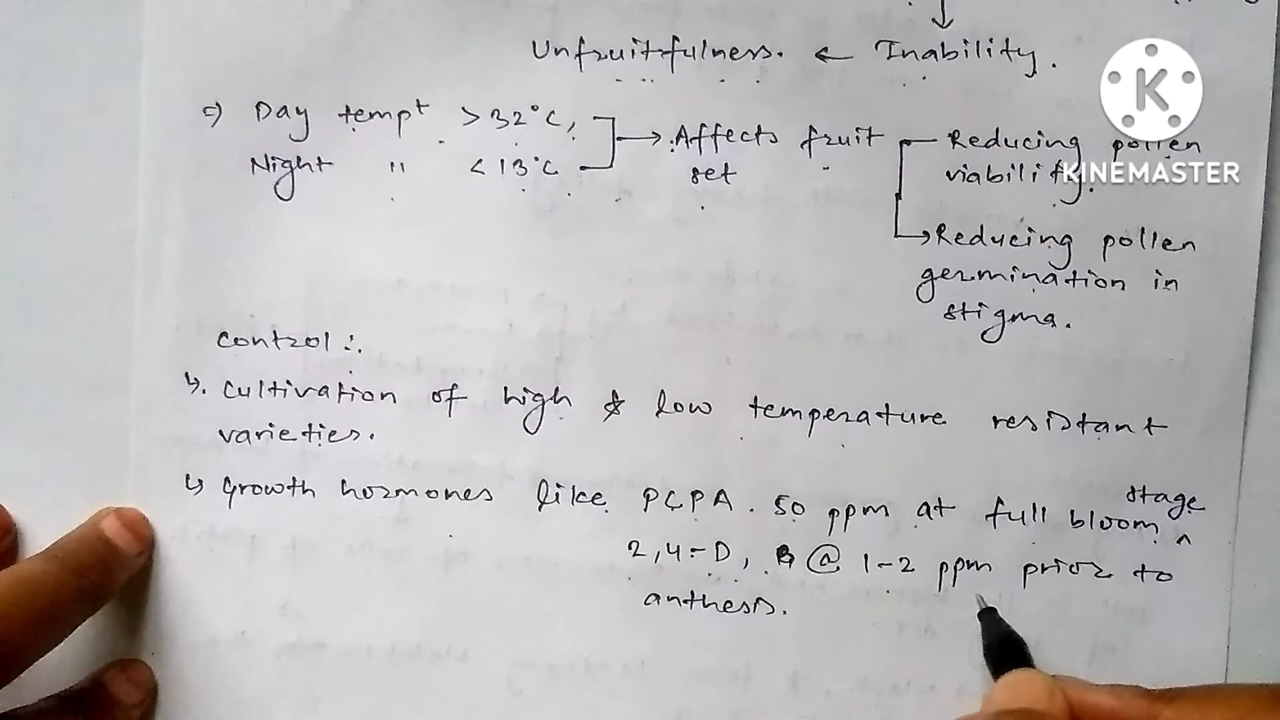 Unfruitfulness. ← Inability.
⇒ Day tempt >32°C, → Affects fruit Reducing pollen
Night " <13°C set viability.
K
KINEMASTER
→ Reducing pollen
germination in
stigma.
Control :.
↳. Cultivation of high & low temperature resistant
varieties.
↳ Growth hormones like PCPA. 50 ppm at full bloom ^ stage
2,4-D, @ 1-2 ppm prior to
anthesis.